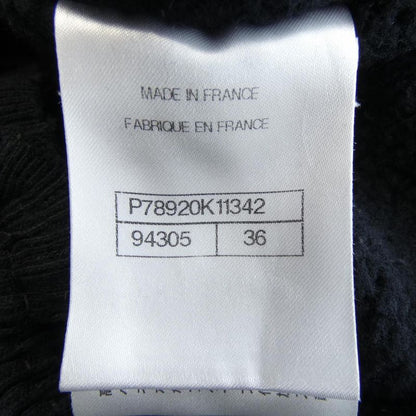 MADE IN FRANCE
FABRIQUE EN FRANCE
P78920K11342
94305 36